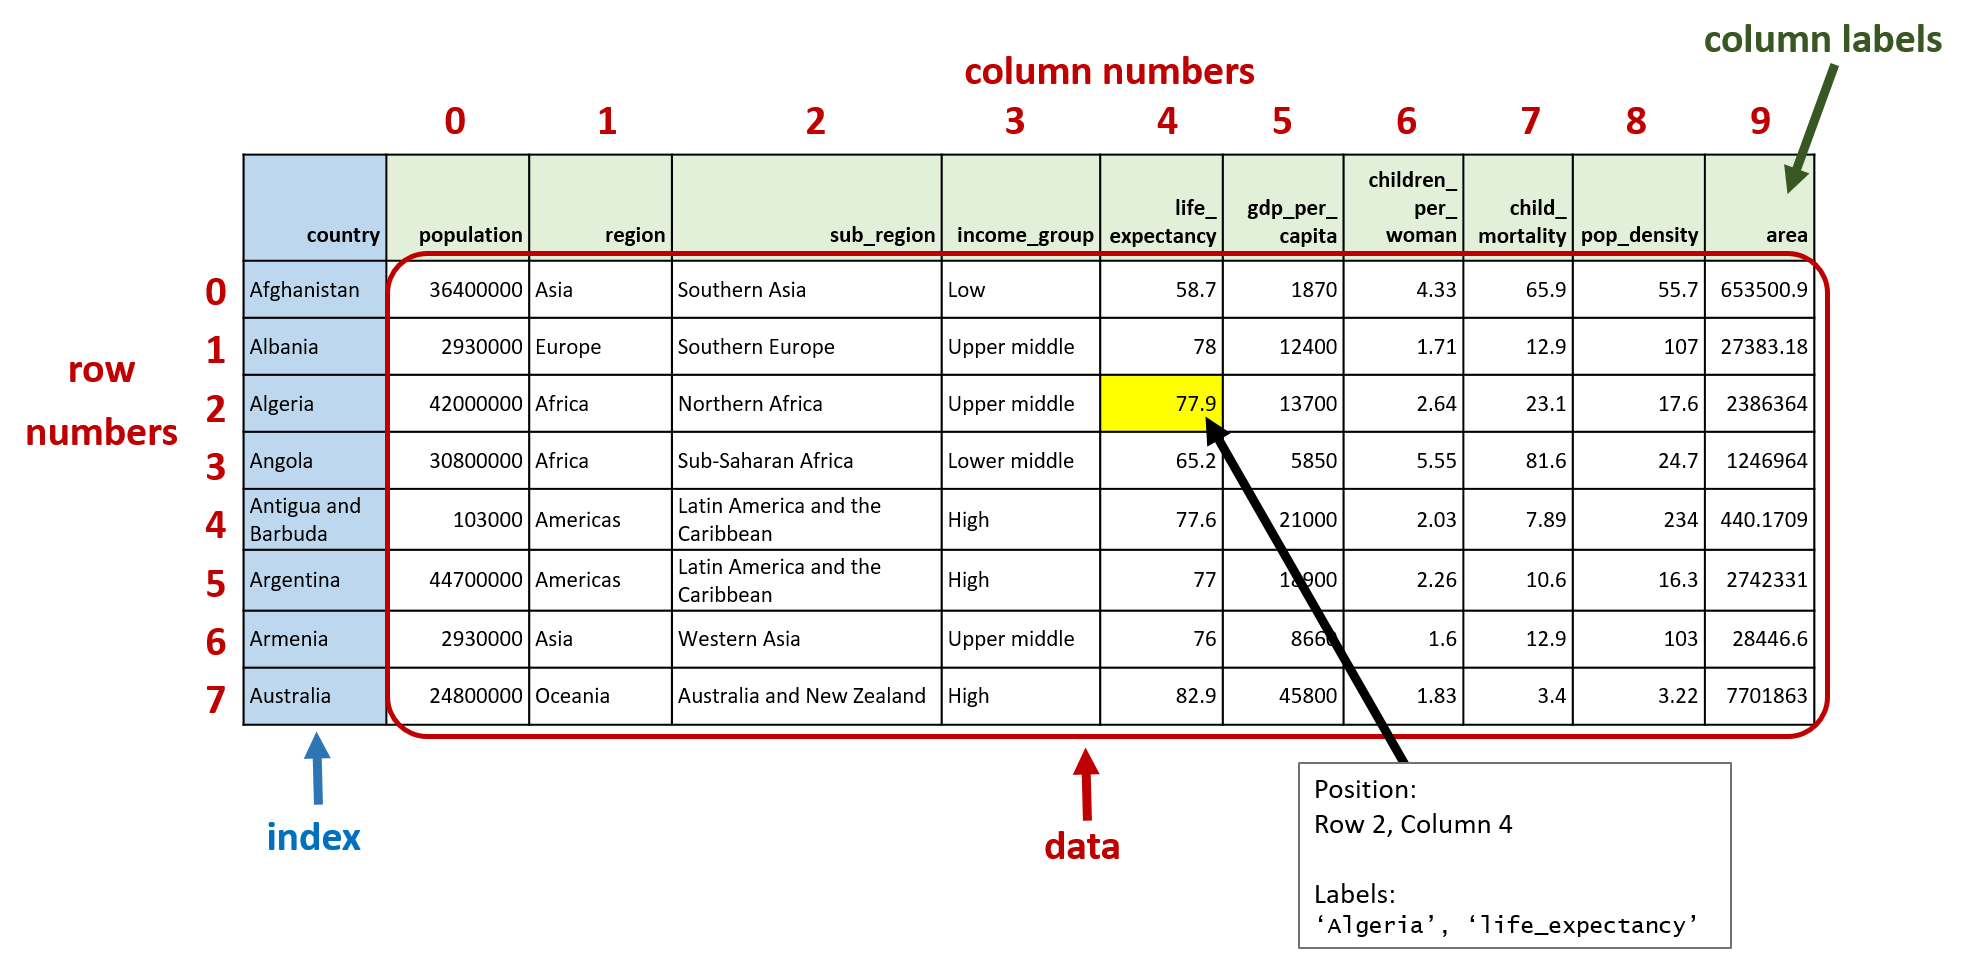 column labels
column numbers
0 1 2 3 4 5 6 7 8 9
country population region sub_region income_group life_ expectancy gdp_per_ capita children_ per_ woman child_ mortality pop_density area
row
numbers
0 Afghanistan 36400000 Asia Southern Asia Low 58.7 1870 4.33 65.9 55.7 653500.9
1 Albania 2930000 Europe Southern Europe Upper middle 78 12400 1.71 12.9 107 27383.18
2 Algeria 42000000 Africa Northern Africa Upper middle 77.9 13700 2.64 23.1 17.6 2386364
3 Angola 30800000 Africa Sub-Saharan Africa Lower middle 65.2 5850 5.55 81.6 24.7 1246964
4 Antigua and Barbuda 103000 Americas Latin America and the Caribbean High 77.6 21000 2.03 7.89 234 440.1709
5 Argentina 44700000 Americas Latin America and the Caribbean High 77 18900 2.26 10.6 16.3 2742331
6 Armenia 2930000 Asia Western Asia Upper middle 76 8660 1.6 12.9 103 28446.6
7 Australia 24800000 Oceania Australia and New Zealand High 82.9 45800 1.83 3.4 3.22 7701863
index
data
Position:
Row 2, Column 4
Labels:
‘Algeria’, ‘life_expectancy’